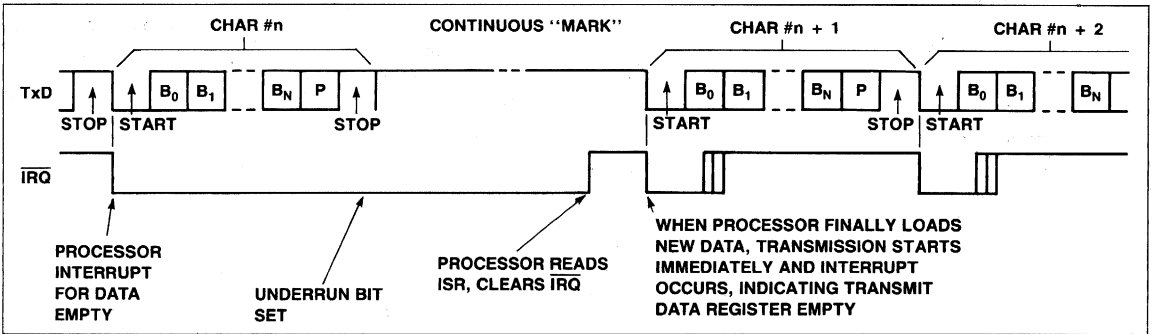 CHAR #n
CONTINUOUS "MARK"
CHAR #n + 1
CHAR #n + 2
TxD
B0 B1 BN P
B0 B1 BN P
B0 B1 BN
STOP START STOP START STOP START
IRQ
PROCESSOR
INTERRUPT
FOR DATA
EMPTY
UNDERRUN BIT
SET
PROCESSOR READS
ISR, CLEARS IRQ
WHEN PROCESSOR FINALLY LOADS
NEW DATA, TRANSMISSION STARTS
IMMEDIATELY AND INTERRUPT
OCCURS, INDICATING TRANSMIT
DATA REGISTER EMPTY